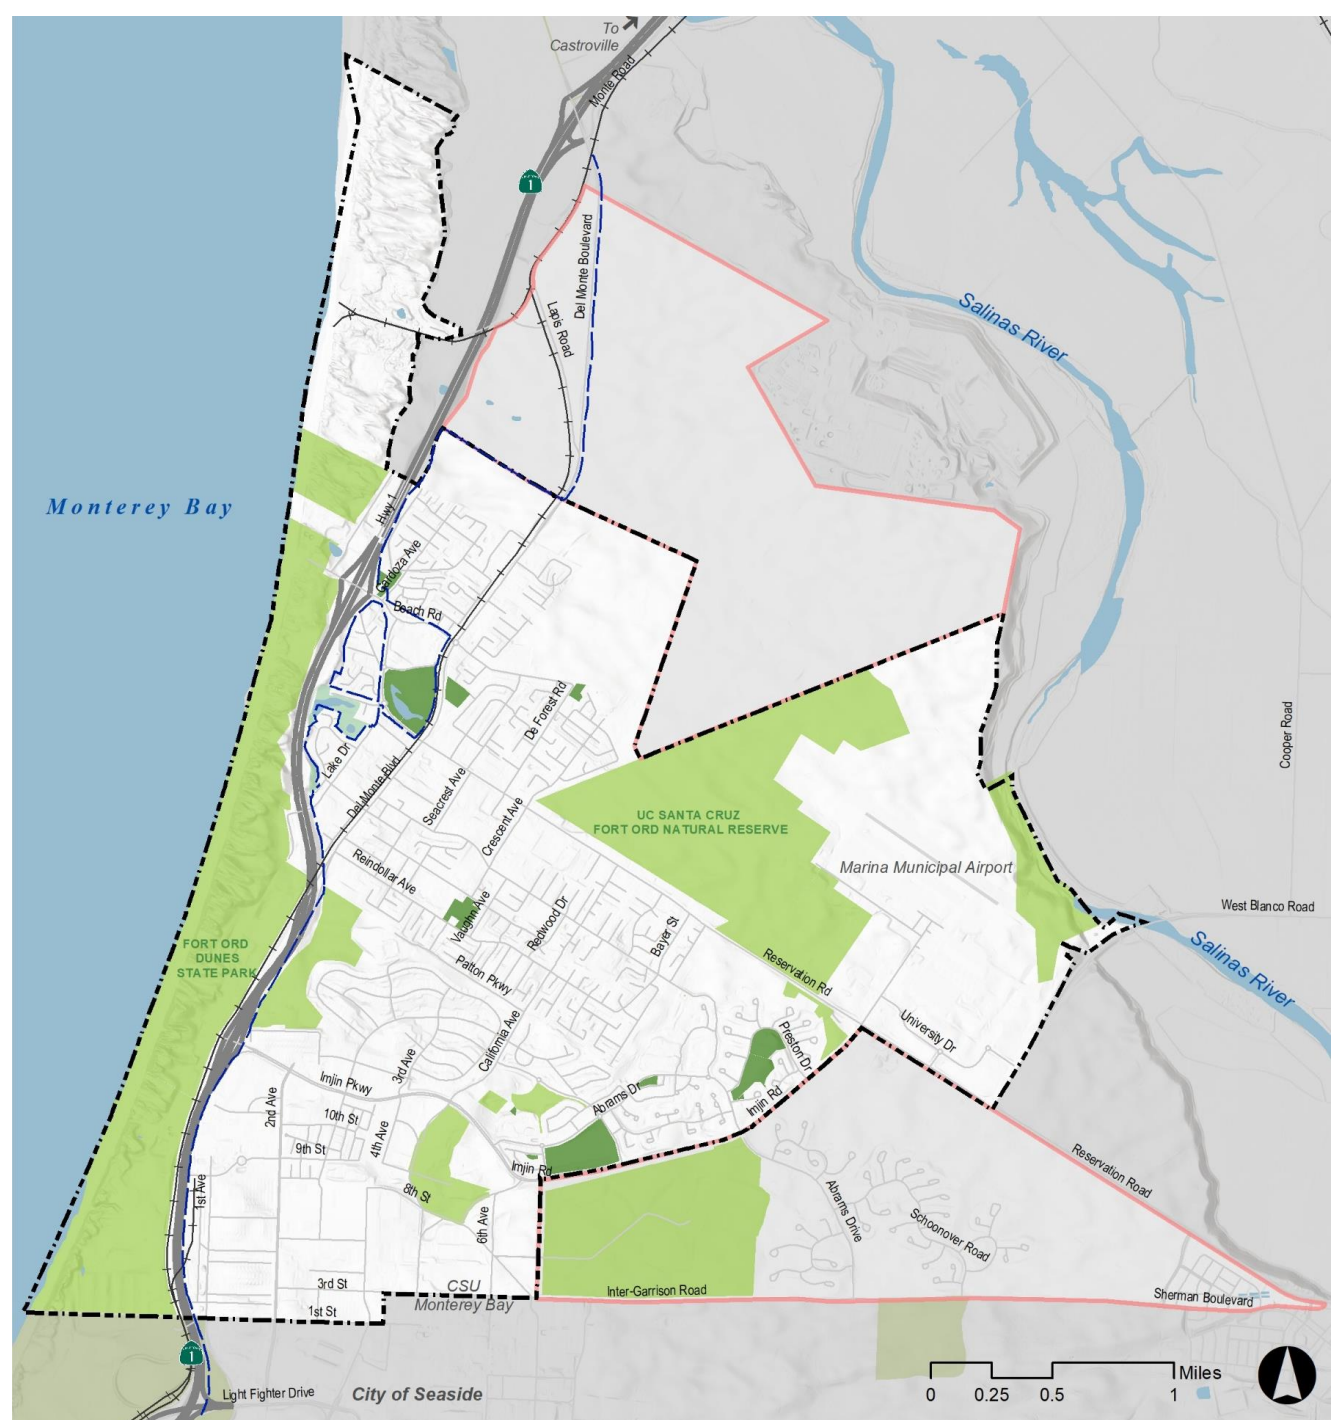 To
Castroville
Monte Road
1
Del Monte Boulevard
Lapis Road
Salinas River
Monterey Bay
Hwy 1
Cardoza Ave
Beach Rd
De Forest Rd
Cooper Road
Lake Dr
Del Monte Blvd
Seacrest Ave
Crescent Ave
UC SANTA CRUZ
FORT ORD NATURAL RESERVE
Marina Municipal Airport
Reindollar Ave
Vaughn Ave
Redwood Dr
Bayer St
West Blanco Road
Salinas River
FORT ORD
DUNES
STATE PARK
Patton Pkwy
Reservation Rd
California Ave
University Dr
Preston Dr
3rd Ave
Imjin Pkwy
Abrams Dr
Imjin Rd
2nd Ave
10th St
4th Ave
9th St
Imjin Rd
8th St
1st Ave
6th Ave
Reservation Road
Abrams Drive
Schoonover Road
3rd St
CSU
Monterey Bay
Inter-Garrison Road
Sherman Boulevard
1st St
1
Light Fighter Drive
City of Seaside
Miles
0 0.25 0.5 1